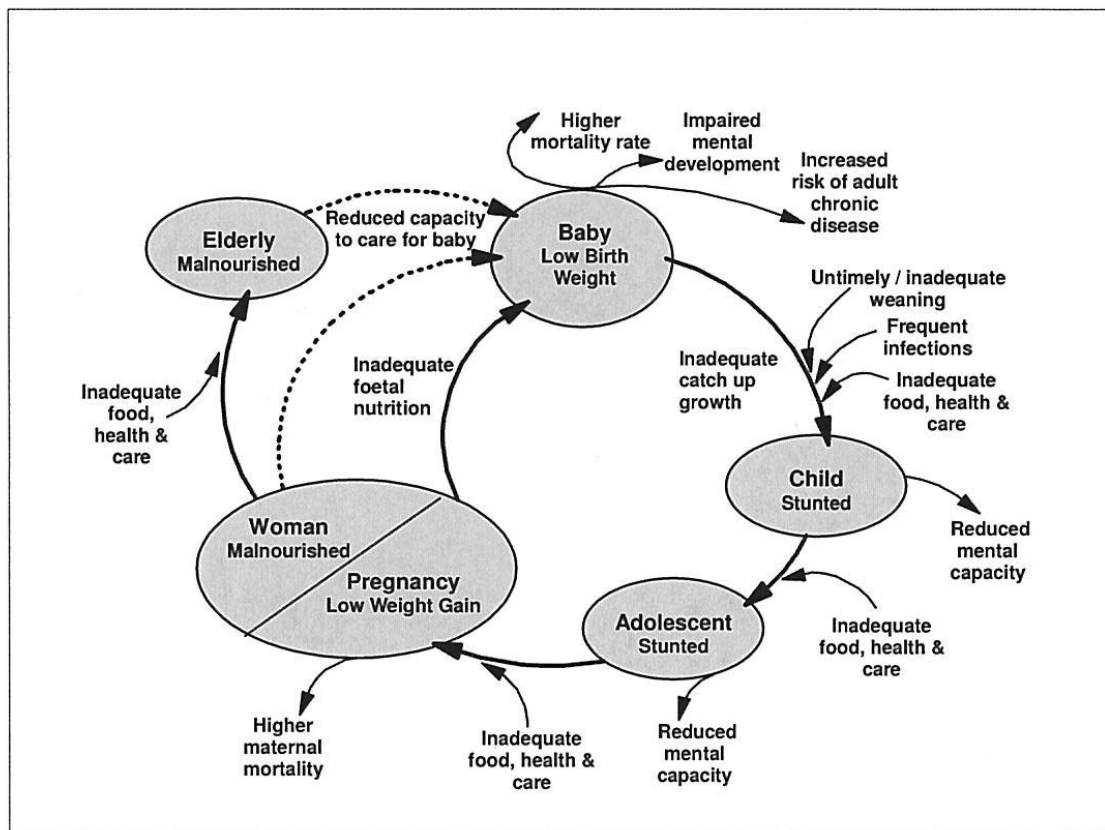 Higher
mortality rate
Impaired
mental
development
Increased
risk of adult
chronic
disease
Elderly
Malnourished
Reduced capacity
to care for baby
Baby
Low Birth
Weight
Untimely / inadequate
weaning
Frequent
infections
Inadequate
food, health &
care
Inadequate
catch up
growth
Inadequate
foetal
nutrition
Inadequate
food,
health &
care
Child
Stunted
Reduced
mental
capacity
Woman
Malnourished
Pregnancy
Low Weight Gain
Adolescent
Stunted
Inadequate
food, health &
care
Higher
maternal
mortality
Inadequate
food, health &
care
Reduced
mental
capacity